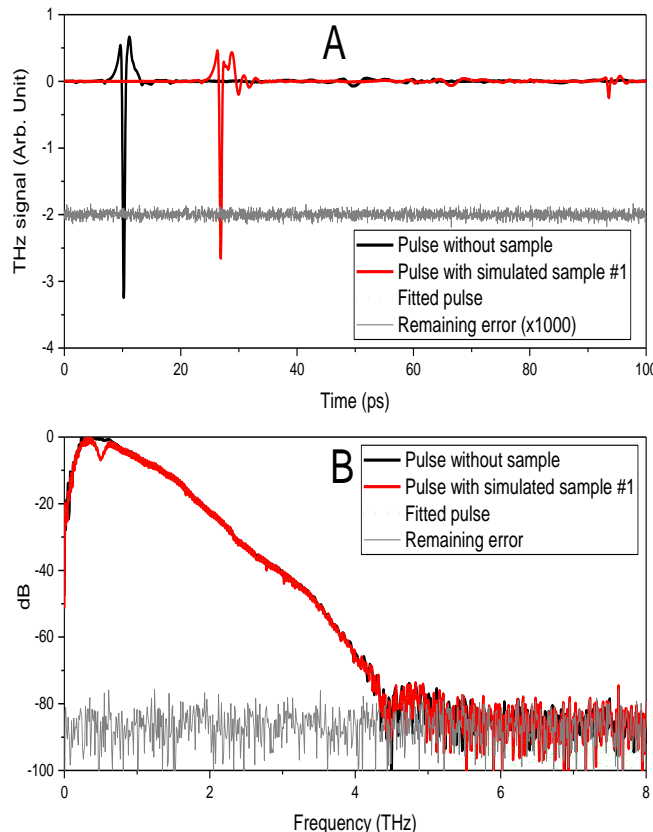 1
0
-1
-2
-3
-4
THz signal (Arb. Unit)
A
Pulse without sample
Pulse with simulated sample #1
Fitted pulse
Remaining error (x1000)
0 20 40 60 80 100
Time (ps)
0
-20
-40
-60
-80
-100
dB
B
Pulse without sample
Pulse with simulated sample #1
Fitted pulse
Remaining error
0 2 4 6 8
Frequency (THz)